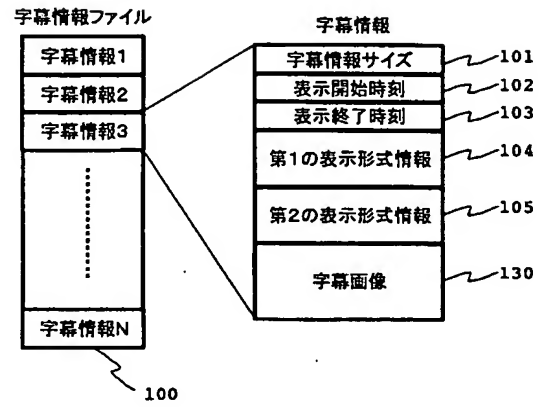 字幕情報ファイル
字幕情報1
字幕情報2
字幕情報3
字幕情報N
100
字幕情報
字幕情報サイズ
101
表示開始時刻
102
表示終了時刻
103
第1の表示形式情報
104
第2の表示形式情報
105
字幕画像
130